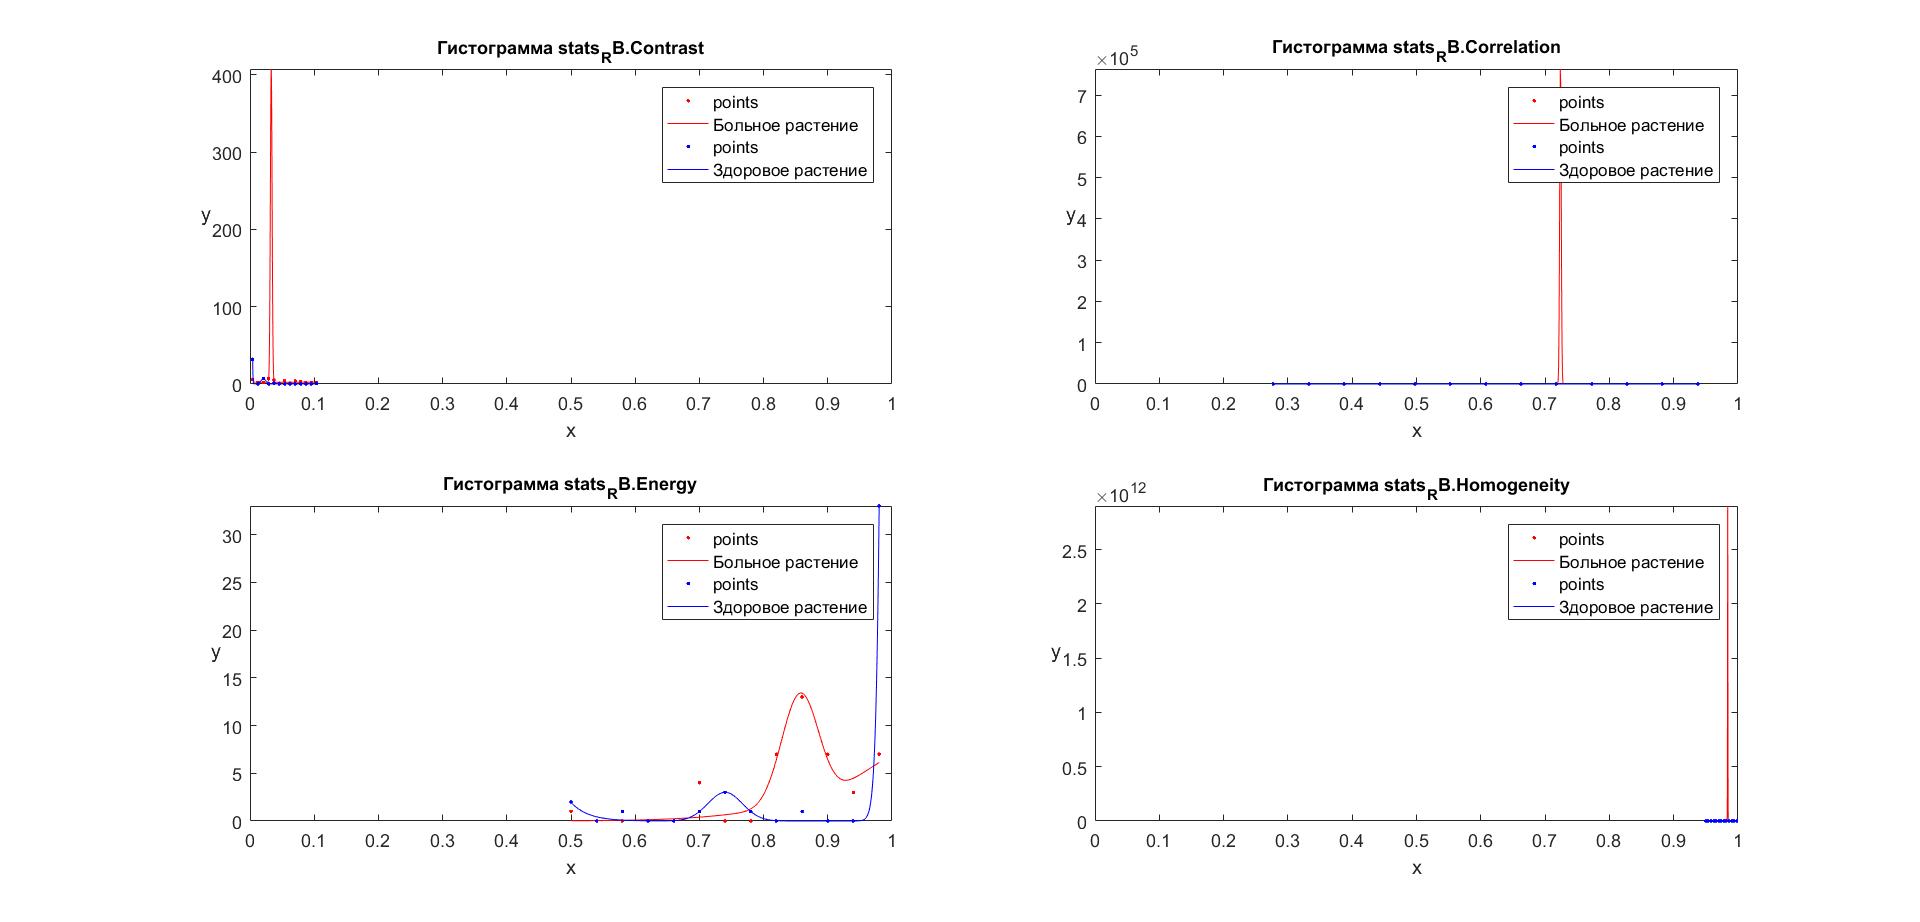 Гистограмма stats_RB.Contrast
400
300
200
100
0
y
points
Больное растение
points
Здоровое растение
0 0.1 0.2 0.3 0.4 0.5 0.6 0.7 0.8 0.9 1
x
Гистограмма stats_RB.Correlation
×10^5
7
6
5
4
3
2
1
0
y
points
Больное растение
points
Здоровое растение
0 0.1 0.2 0.3 0.4 0.5 0.6 0.7 0.8 0.9 1
x
Гистограмма stats_RB.Energy
30
25
20
15
10
5
0
y
points
Больное растение
points
Здоровое растение
0 0.1 0.2 0.3 0.4 0.5 0.6 0.7 0.8 0.9 1
x
Гистограмма stats_RB.Homogeneity
×10^12
2.5
2
1.5
1
0.5
0
y
points
Больное растение
points
Здоровое растение
0 0.1 0.2 0.3 0.4 0.5 0.6 0.7 0.8 0.9 1
x